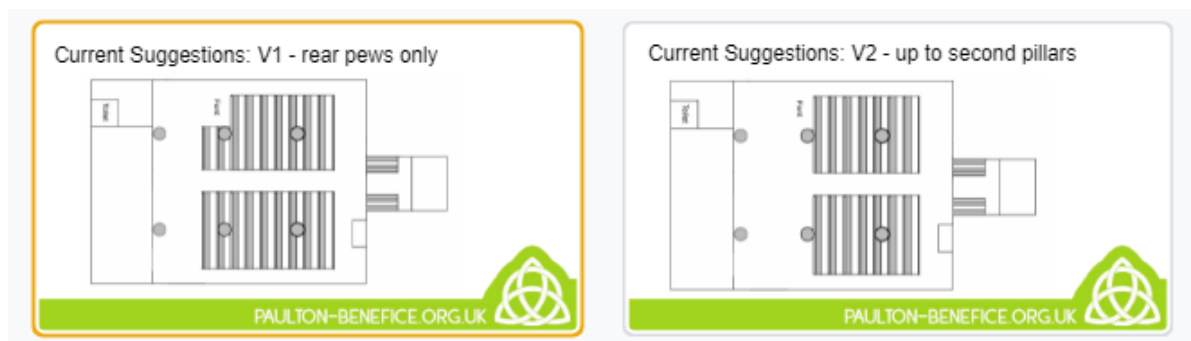 Current Suggestions: V1 - rear pews only
Toilet
Font
PAULTON-BENEFICE.ORG.UK
Current Suggestions: V2 - up to second pillars
Toilet
Font
PAULTON-BENEFICE.ORG.UK